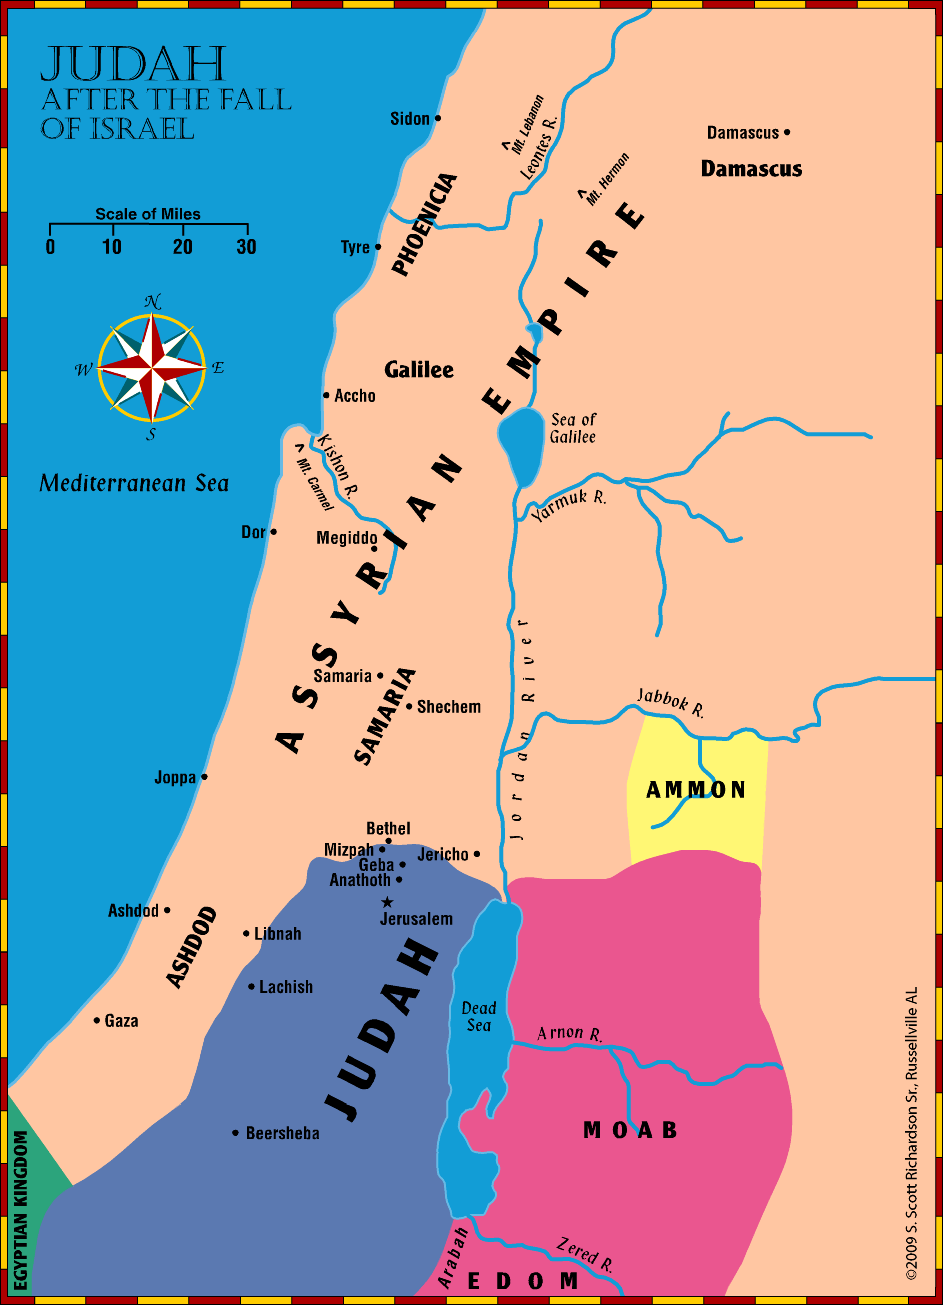 JUDAH
AFTER THE FALL
OF ISRAEL
Scale of Miles
0 10 20 30
N
W E
S
Mediterranean Sea
Sidon
Mt. Lebanon
Leontes R.
Mt. Hermon
Damascus
Damascus
PHOENICIA
Tyre
ASSYRIAN EMPIRE
Galilee
Accho
Sea of
Galilee
Kishon R.
Mt. Carmel
Yarmuk R.
Dor
Megiddo
Jordan River
Samaria
SAMARIA
Shechem
Jabbok R.
Joppa
AMMON
Bethel
Mizpah
Jericho
Geba
Anathoth
Jerusalem
Ashdod
ASHDOD
Libnah
Lachish
JUDAH
Dead
Sea
Gaza
Arnon R.
Beersheba
MOAB
EGYPTIAN KINGDOM
Arabah
Zered R.
EDOM
©2009 S. Scott Richardson Sr., Russellville AL